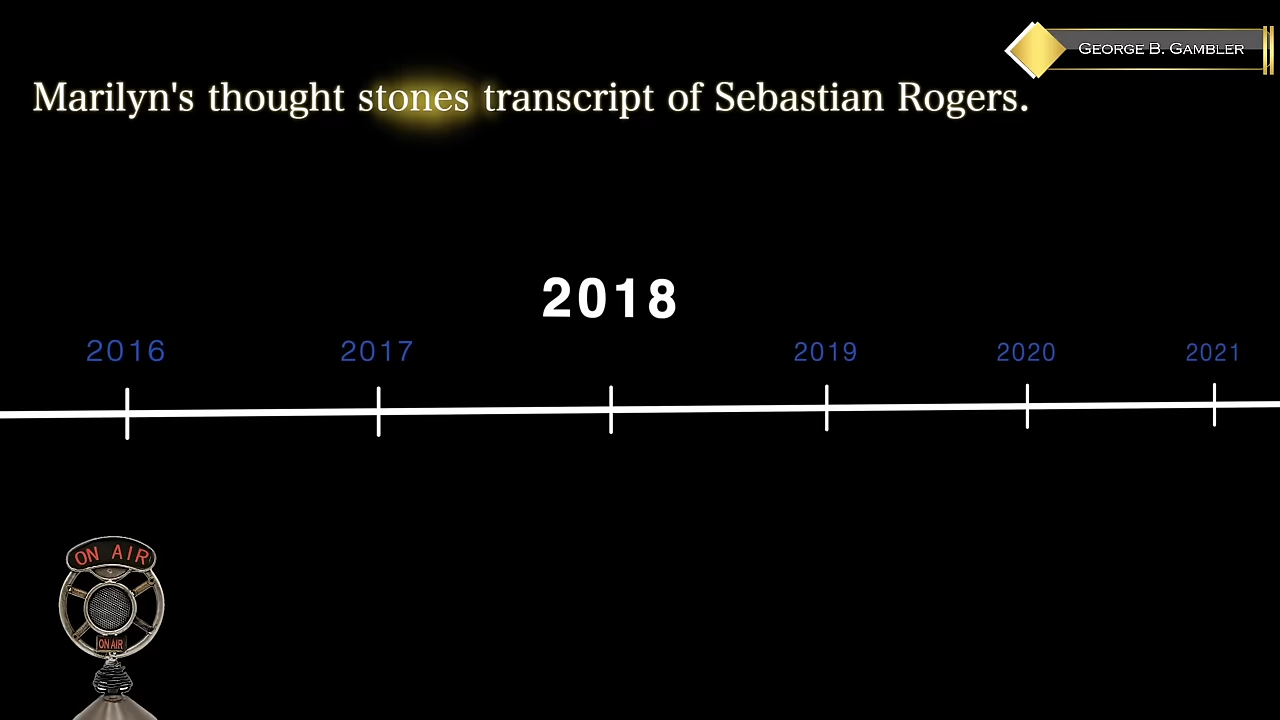 GEORGE B. GAMBLER
Marilyn's thought stones transcript of Sebastian Rogers.
2018
2016 2017 2019 2020 2021
ON AIR
ON AIR